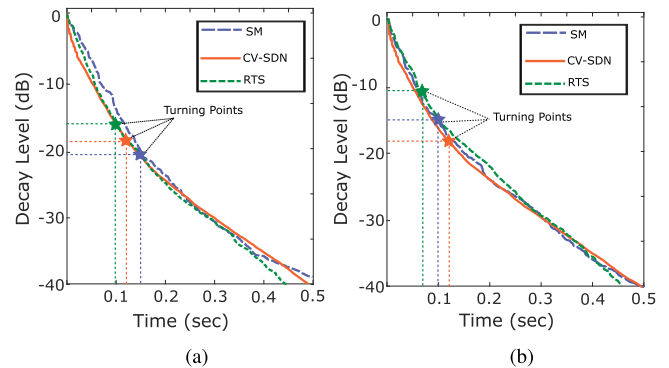 0
-10
-20
-30
-40
Decay Level (dB)
SM
CV-SDN
RTS
Turning Points
0.1 0.2 0.3 0.4 0.5
Time (sec)
(a)
0
-10
-20
-30
-40
Decay Level (dB)
SM
CV-SDN
RTS
Turning Points
0.1 0.2 0.3 0.4 0.5
Time (sec)
(b)